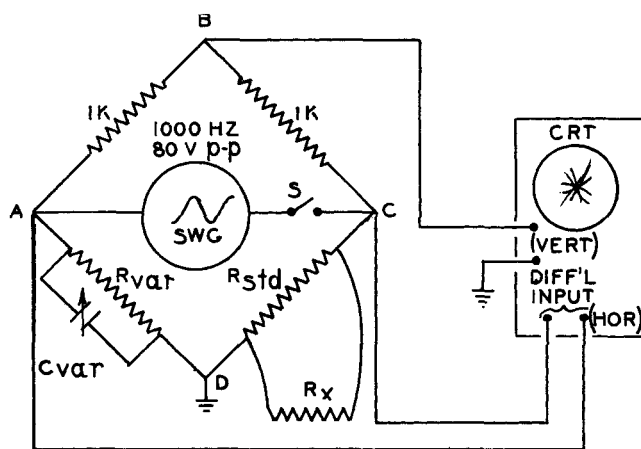 B
1K
1K
1000 HZ
80 V p-p
CRT
A
S
C
SWG
(VERT)
Rvar
Rstd
DIFF'L
INPUT
(HOR)
Cvar
D
Rx